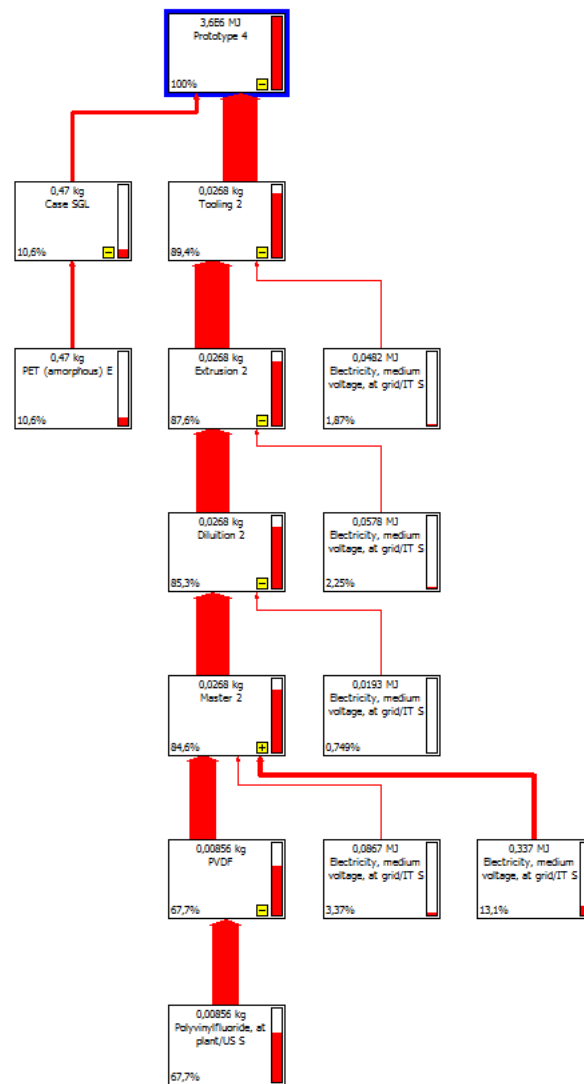 3,6E6 MJ
Prototype 4
100%
0,47 kg
Case SGL
10,6%
0,0268 kg
Tooling 2
89,4%
0,47 kg
PET (amorphous) E
10,6%
0,0268 kg
Extrusion 2
87,6%
0,0482 MJ
Electricity, medium
voltage, at grid/IT S
1,87%
0,0268 kg
Diluition 2
85,3%
0,0578 MJ
Electricity, medium
voltage, at grid/IT S
2,25%
0,0268 kg
Master 2
84,6%
0,0193 MJ
Electricity, medium
voltage, at grid/IT S
0,749%
0,00856 kg
PVDF
67,7%
0,0867 MJ
Electricity, medium
voltage, at grid/IT S
3,37%
0,337 MJ
Electricity, medium
voltage, at grid/IT S
13,1%
0,00856 kg
Polyvinylfluoride, at
plant/US S
67,7%